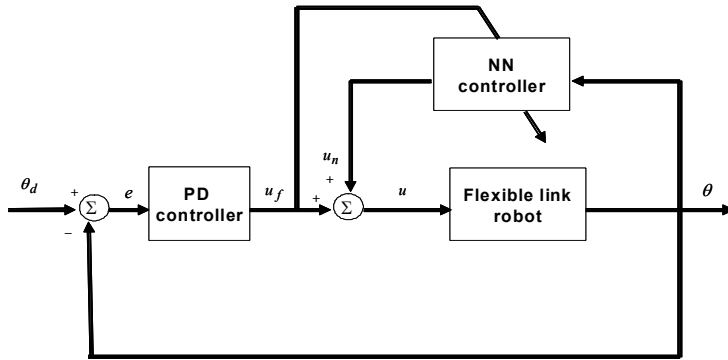 NN
controller
u_n
+
θ_d
+
Σ
−
e
PD
controller
u_f
+
Σ
u
Flexible link
robot
θ